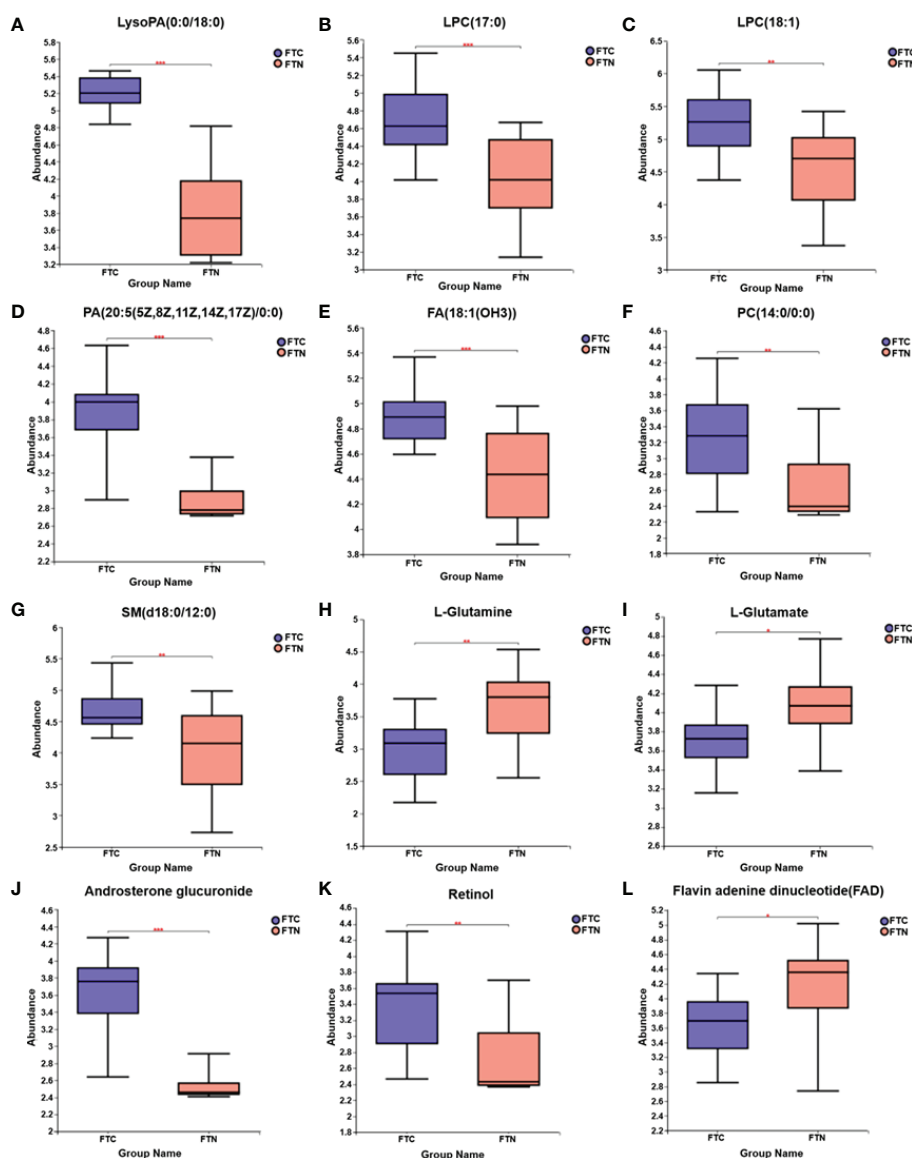 A
LysoPA(0:0/18:0)
FTC
FTN
***
5.6
5.4
5.2
5
4.8
4.6
4.4
4.2
4
3.8
3.6
3.4
3.2
Abundance
FTC
FTN
Group Name
B
LPC(17:0)
FTC
FTN
***
5.6
5.4
5.2
5
4.8
4.6
4.4
4.2
4
3.8
3.6
3.4
3.2
3
Abundance
FTC
FTN
Group Name
C
LPC(18:1)
FTC
FTN
**
6.5
6
5.5
5
4.5
4
3.5
3
Abundance
FTC
FTN
Group Name
D
PA(20:5(5Z,8Z,11Z,14Z,17Z)/0:0)
FTC
FTN
***
4.8
4.6
4.4
4.2
4
3.8
3.6
3.4
3.2
3
2.8
2.6
2.4
2.2
Abundance
FTC
FTN
Group Name
E
FA(18:1(OH3))
FTC
FTN
***
5.6
5.4
5.2
5
4.8
4.6
4.4
4.2
4
3.8
Abundance
FTC
FTN
Group Name
F
PC(14:0/0:0)
FTC
FTN
**
4.6
4.4
4.2
4
3.8
3.6
3.4
3.2
3
2.8
2.6
2.4
2.2
2
1.8
Abundance
FTC
FTN
Group Name
G
SM(d18:0/12:0)
FTC
FTN
**
6
5.5
5
4.5
4
3.5
3
2.5
Abundance
FTC
FTN
Group Name
H
L-Glutamine
FTC
FTN
**
5
4.5
4
3.5
3
2.5
2
1.5
Abundance
FTC
FTN
Group Name
I
L-Glutamate
FTC
FTN
*
5
4.8
4.6
4.4
4.2
4
3.8
3.6
3.4
3.2
3
2.8
2.6
Abundance
FTC
FTN
Group Name
J
Androsterone glucuronide
FTC
FTN
***
4.6
4.4
4.2
4
3.8
3.6
3.4
3.2
3
2.8
2.6
2.4
2.2
2
Abundance
FTC
FTN
Group Name
K
Retinol
FTC
FTN
**
4.6
4.4
4.2
4
3.8
3.6
3.4
3.2
3
2.8
2.6
2.4
2.2
2
1.8
Abundance
FTC
FTN
Group Name
L
Flavin adenine dinucleotide(FAD)
FTC
FTN
*
5.2
5
4.8
4.6
4.4
4.2
4
3.8
3.6
3.4
3.2
3
2.8
2.6
2.4
2.2
Abundance
FTC
FTN
Group Name